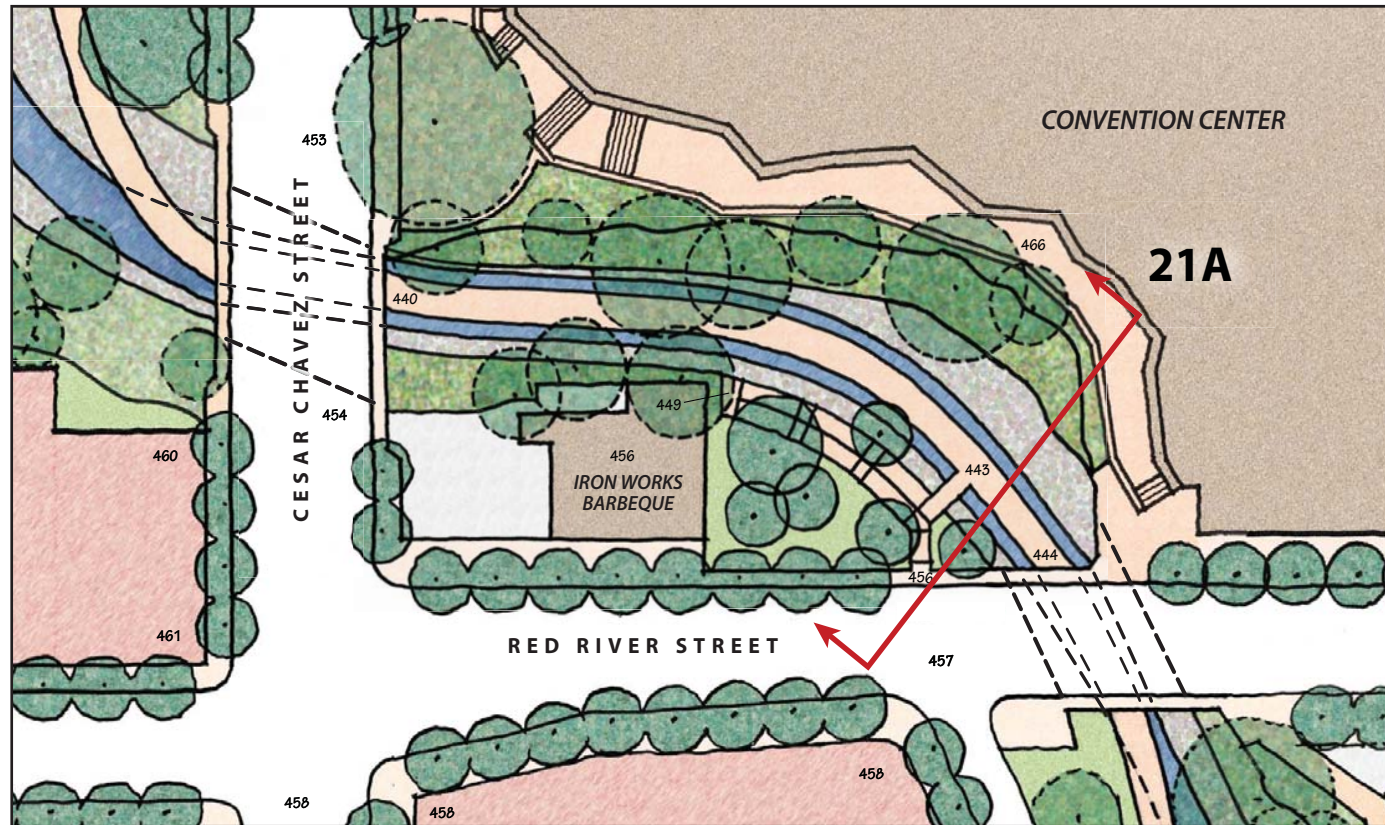 CONVENTION CENTER
453
CESAR CHAVEZ STREET
466
21A
440
449
454
460
456
IRON WORKS
BARBEQUE
443
444
456
461
RED RIVER STREET
457
458
458
458